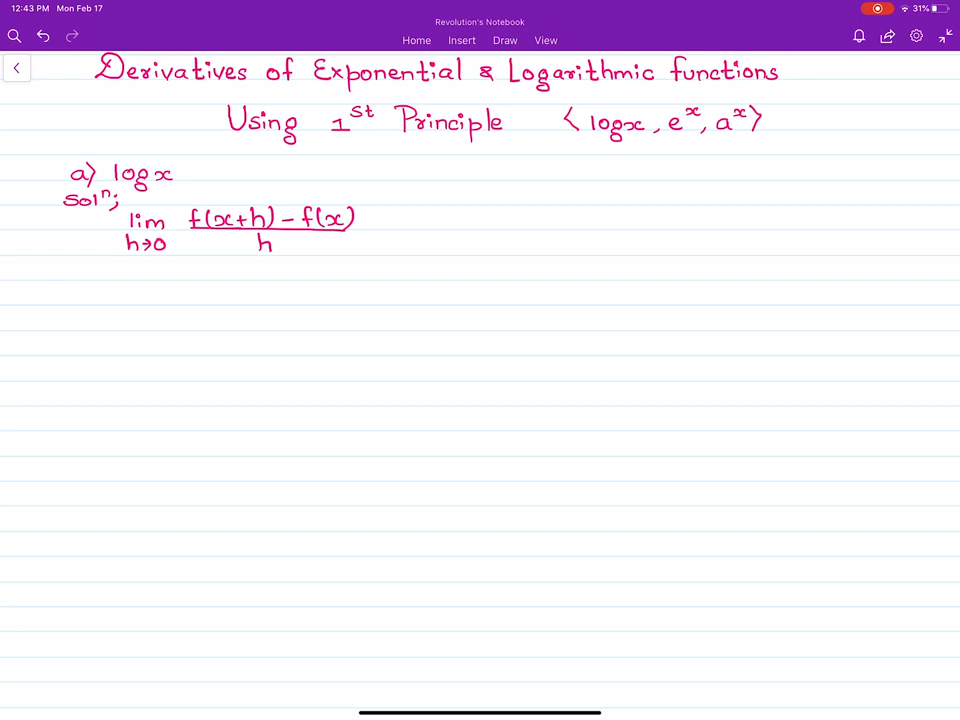 12:43 PM Mon Feb 17
31%
Revolution's Notebook
Home Insert Draw View
Derivatives of Exponential & Logarithmic functions
Using 1st Principle < logx, e^x, a^x >
a) logx
Solⁿ;
lim f(x+h) - f(x)
h→0 h